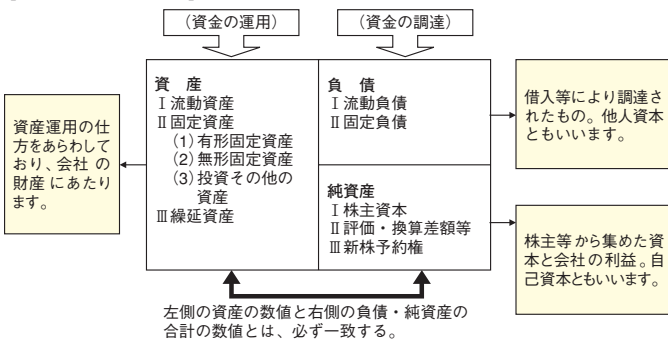 （資金の運用）
（資金の調達）
資産運用の仕
方をあらわして
おり、会社の
財産にあたり
ます。
資　産
Ⅰ流動資産
Ⅱ固定資産
（1）有形固定資産
（2）無形固定資産
（3）投資その他の
資産
Ⅲ繰延資産
負　債
Ⅰ流動負債
Ⅱ固定負債
純資産
Ⅰ株主資本
Ⅱ評価・換算差額等
Ⅲ新株予約権
借入等により調達さ
れたもの。他人資本
ともいいます。
株主等から集めた資
本と会社の利益。自
己資本ともいいます。
左側の資産の数値と右側の負債・純資産の
合計の数値とは、必ず一致する。